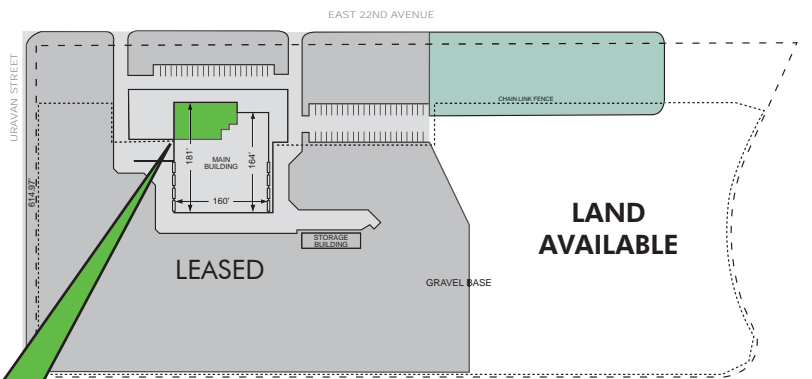 EAST 22ND AVENUE
URAVAN STREET
CHAIN LINK FENCE
181'
MAIN
BUILDING
164'
160'
614.97'
STORAGE
BUILDING
LEASED
GRAVEL BASE
LAND
AVAILABLE